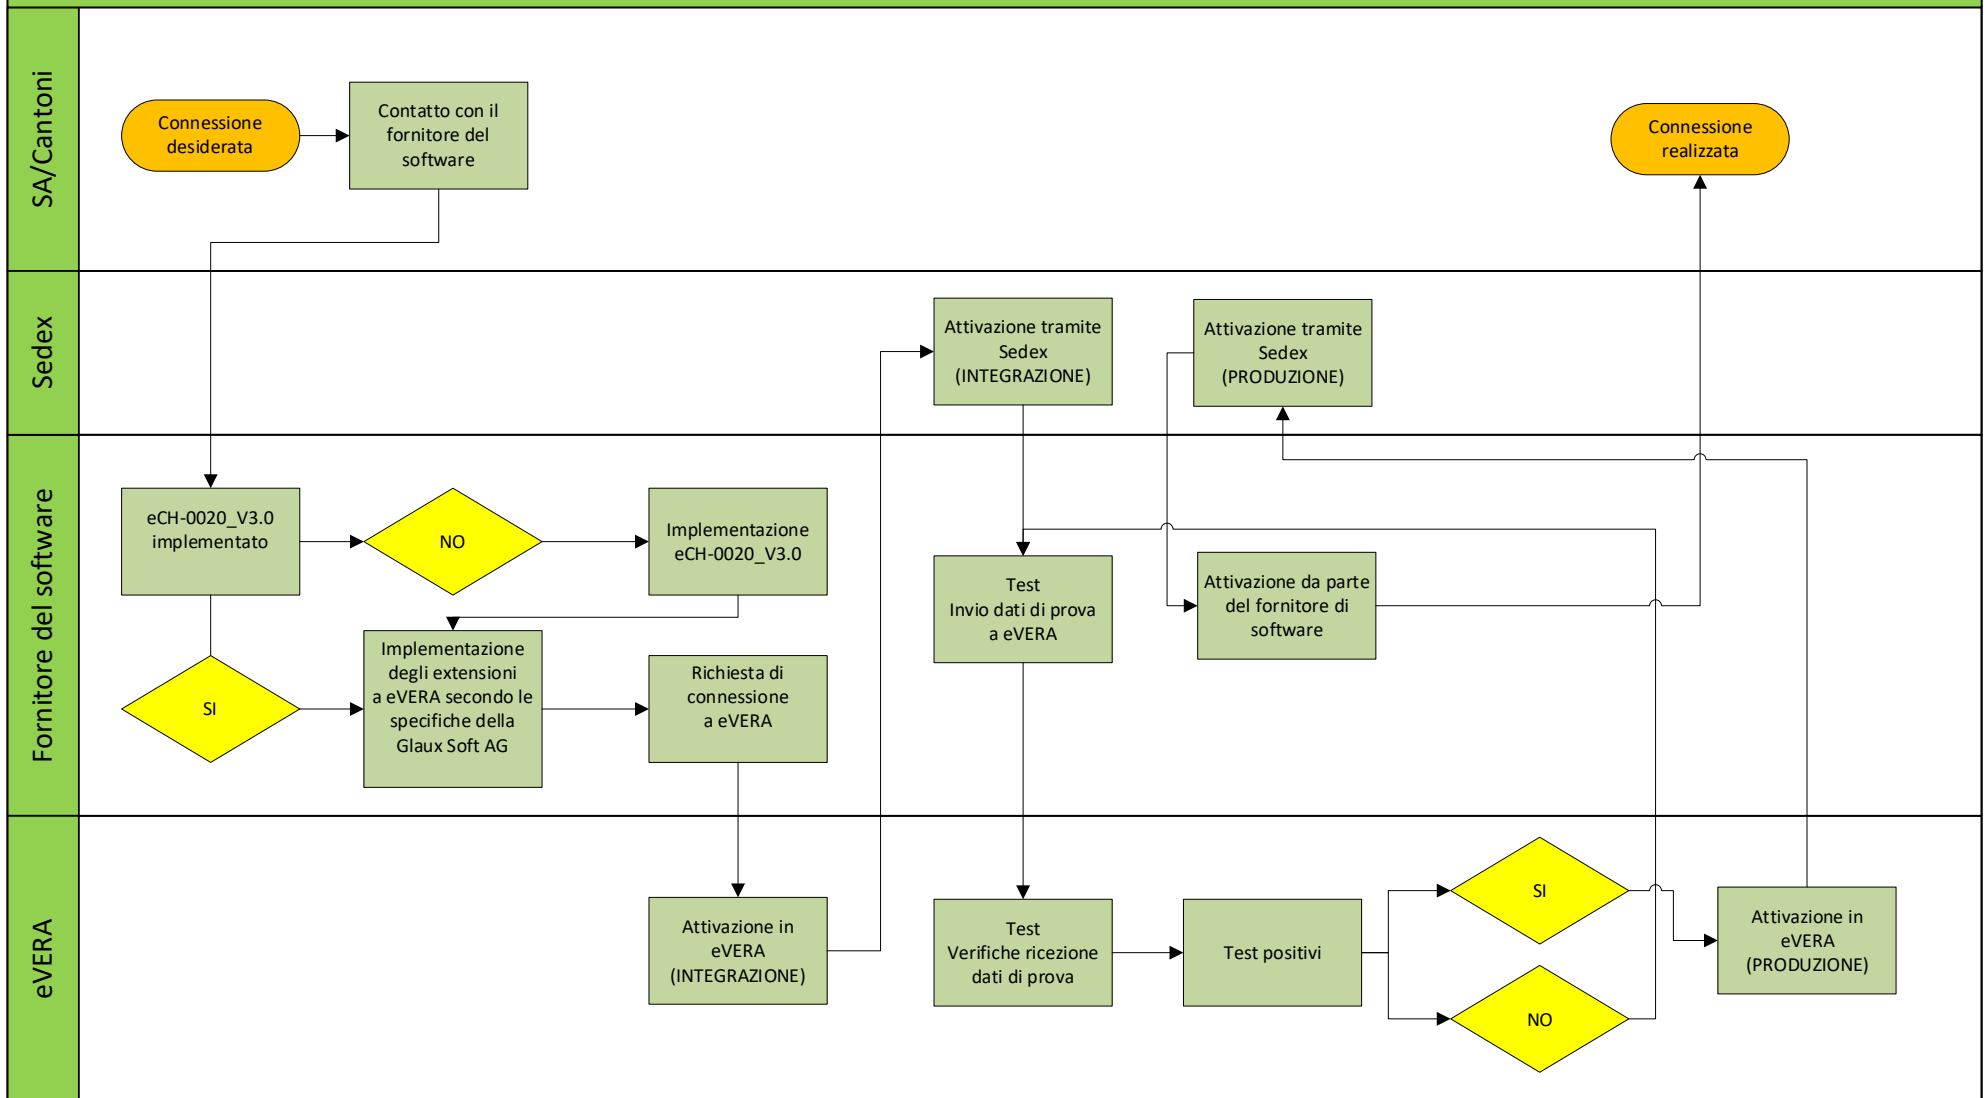 SA/Cantoni
Connessione
desiderata
Contatto con il
fornitore del
software
Connessione
realizzata
Sedex
Attivazione tramite
Sedex
(INTEGRAZIONE)
Attivazione tramite
Sedex
(PRODUZIONE)
Fornitore del software
eCH-0020_V3.0
implementato
NO
Implementazione
eCH-0020_V3.0
Test
Invio dati di prova
a eVERA
Attivazione da parte
del fornitore di
software
SI
Implementazione
degli extensioni
a eVERA secondo le
specifiche della
Glaux Soft AG
Richiesta di
connessione
a eVERA
eVERA
Attivazione in
eVERA
(INTEGRAZIONE)
Test
Verifiche ricezione
dati di prova
Test positivi
SI
NO
Attivazione in
eVERA
(PRODUZIONE)